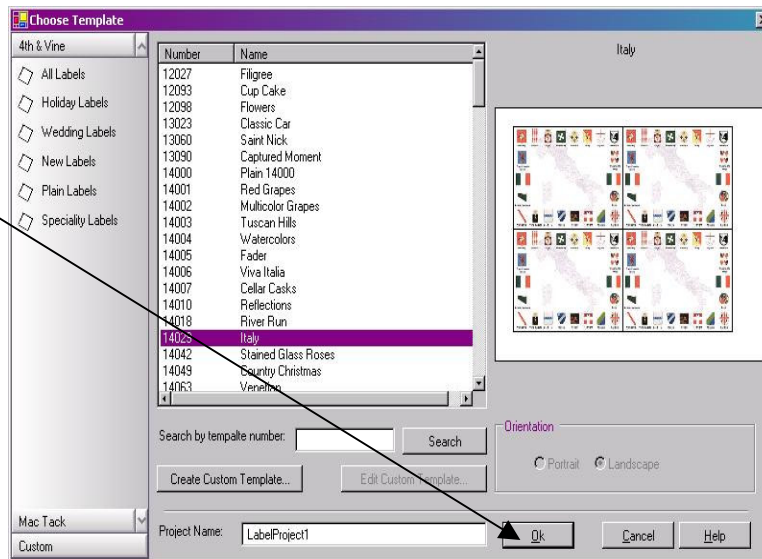 Choose Template
4th & Vine
All Labels
Holiday Labels
Wedding Labels
New Labels
Plain Labels
Speciality Labels
Mac Tack
Custom
Number Name
12027 Filigree
12093 Cup Cake
12098 Flowers
13023 Classic Car
13060 Saint Nick
13090 Captured Moment
14000 Plain 14000
14001 Red Grapes
14002 Multicolor Grapes
14003 Tuscan Hills
14004 Watercolors
14005 Fader
14006 Viva Italia
14007 Cellar Casks
14010 Reflections
14018 River Run
Italy
14042 Stained Glass Roses
14049 Country Christmas
14063 Venetian
Search by tempalte number: Search
Create Custom Template... Edit Custom Template...
Project Name: LabelProject1
Italy
Orientation
Portrait Landscape
Ok Cancel Help